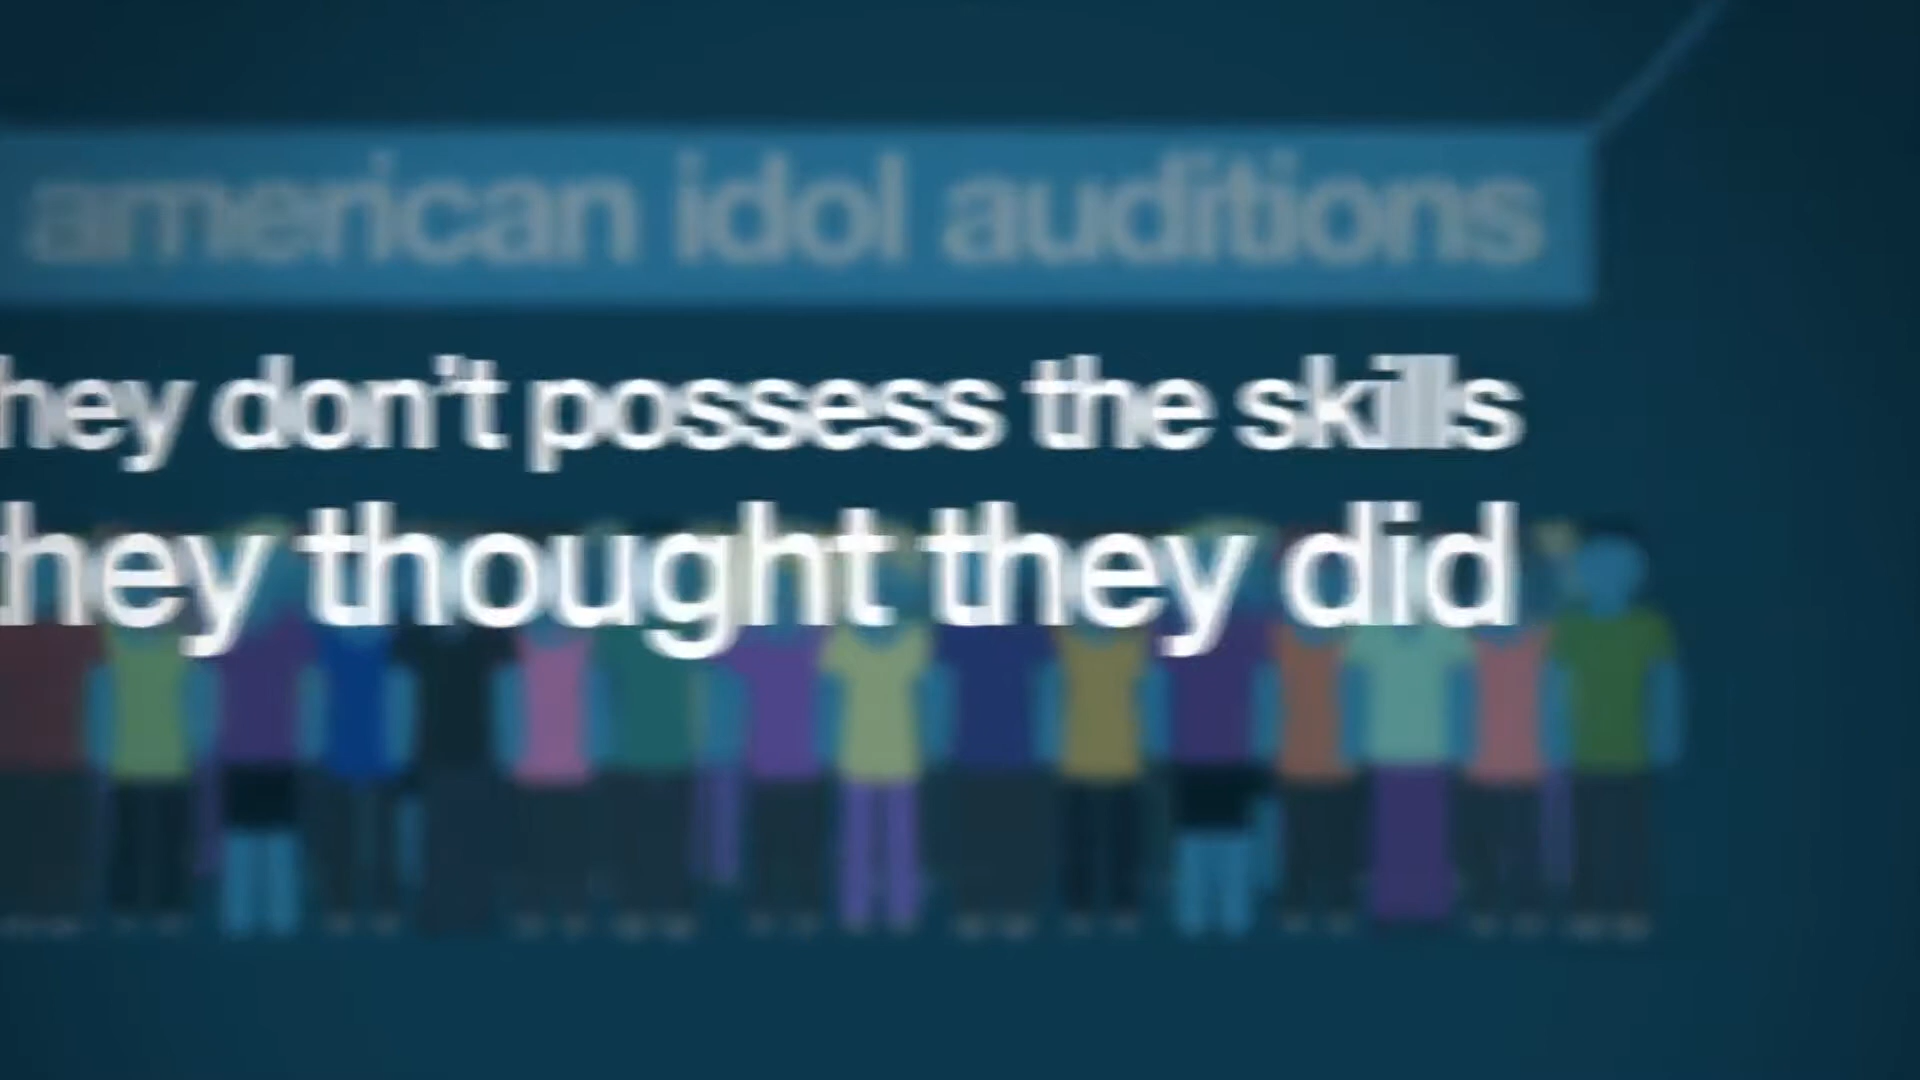 american idol auditions
hey don't possess the skills
hey thought they did